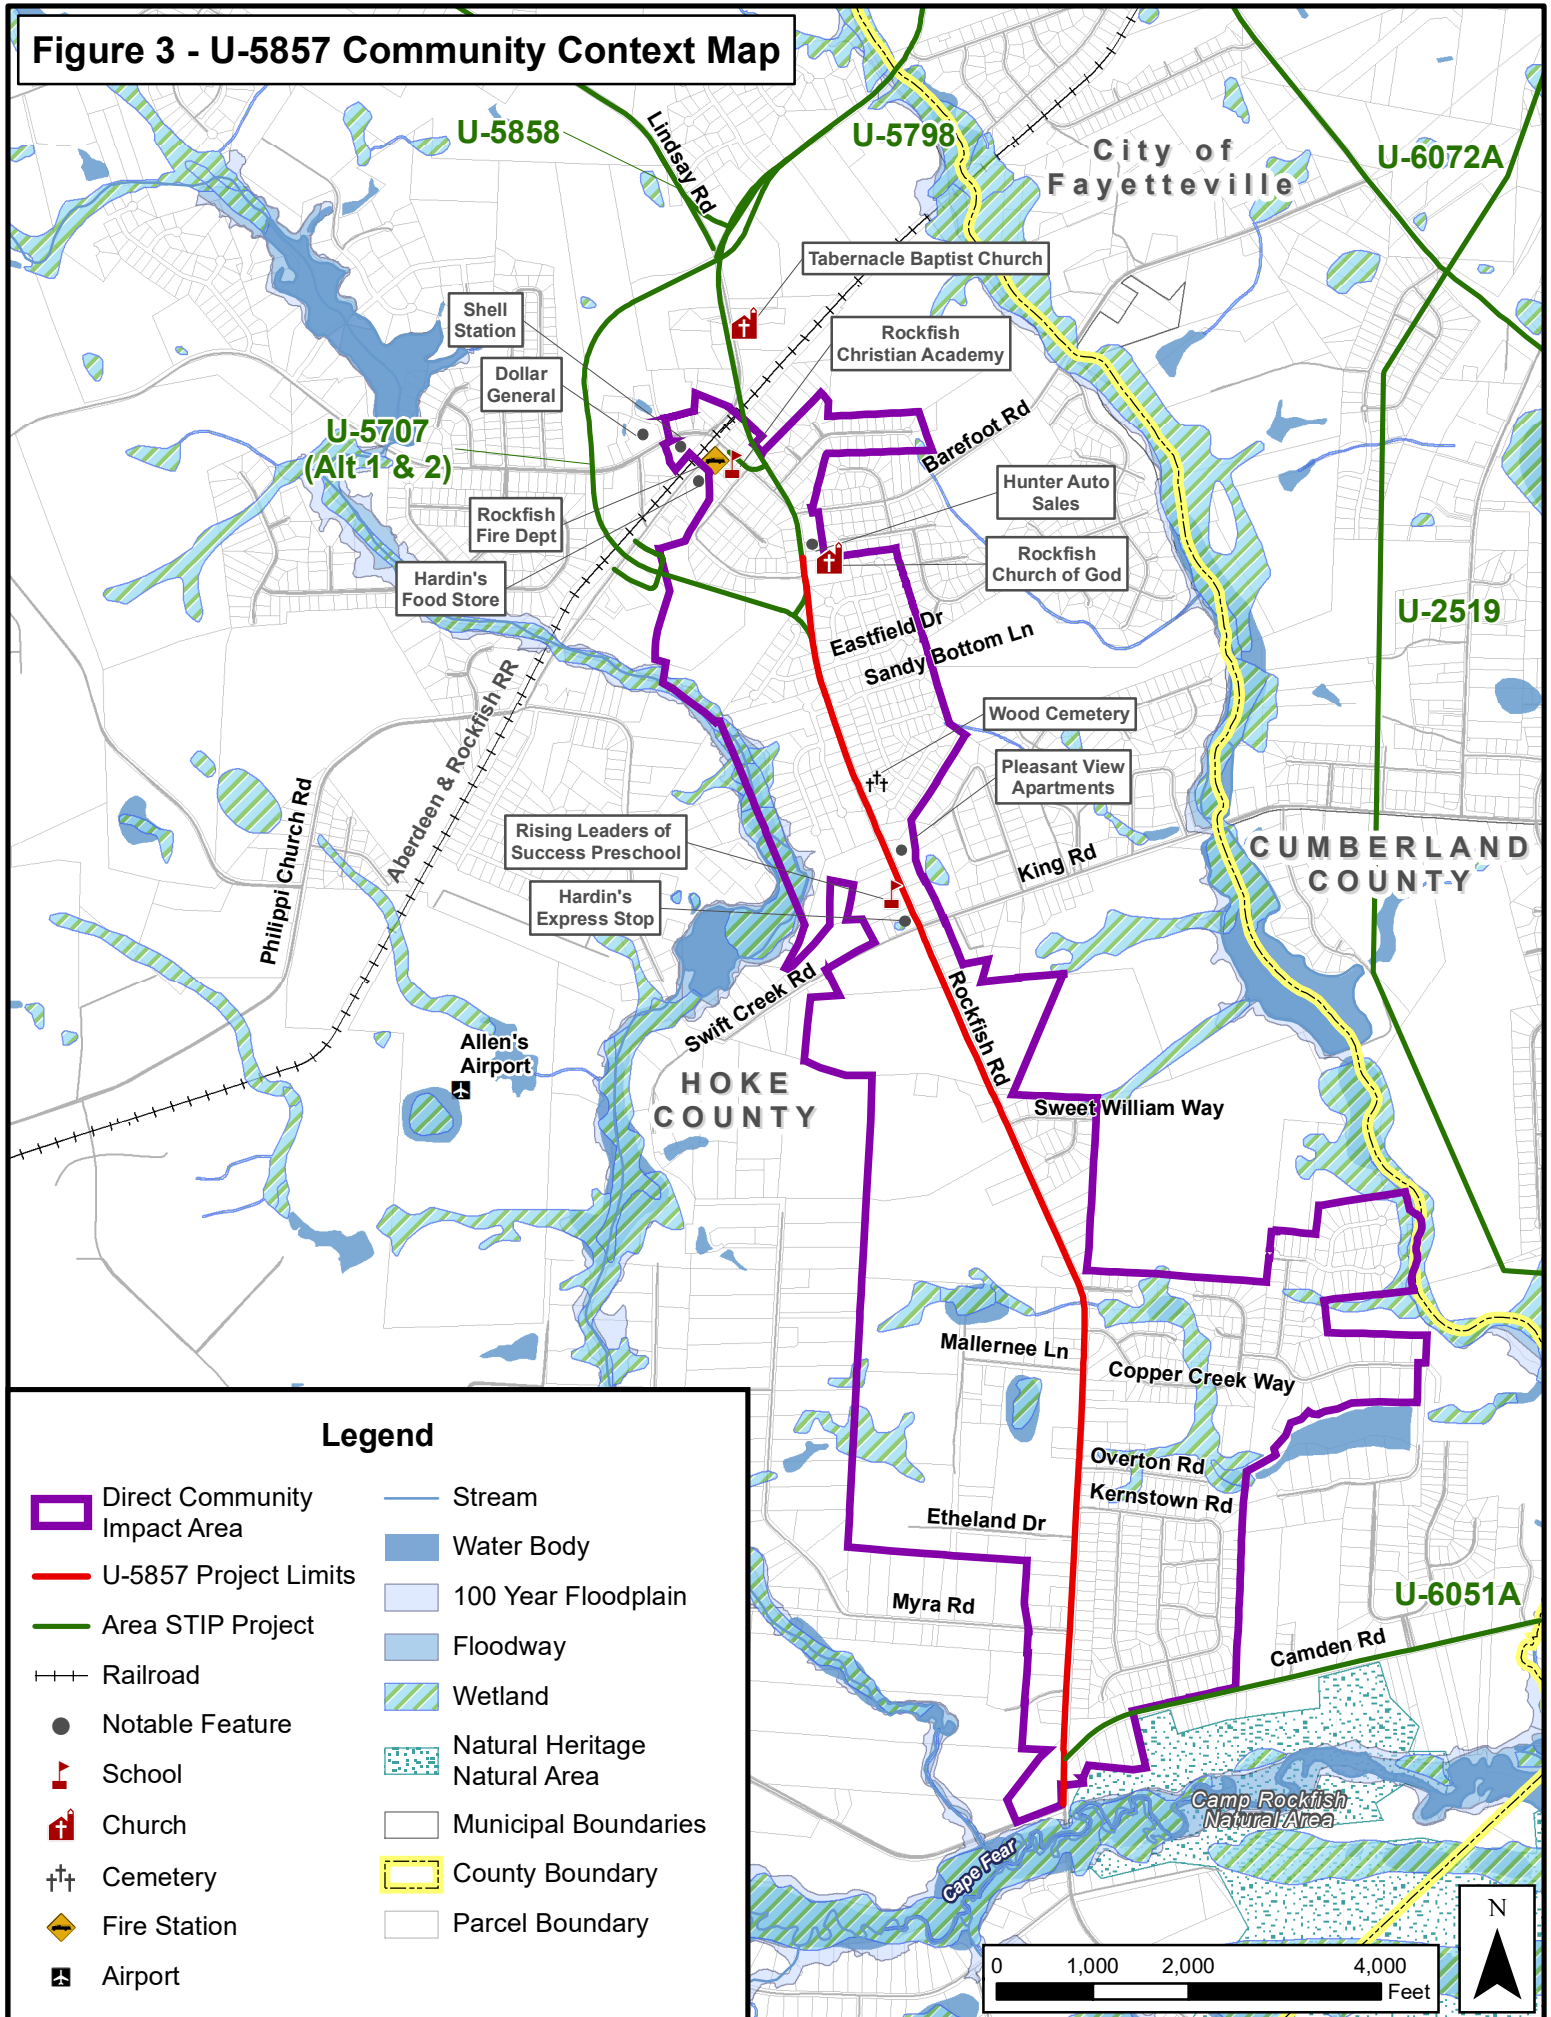 Figure 3 - U-5857 Community Context Map
U-5858
Lindsay Rd
U-5798
City of
Fayetteville
U-6072A
Tabernacle Baptist Church
Shell
Station
Rockfish
Christian Academy
Dollar
General
U-5707
(Alt 1 & 2)
Barefoot Rd
Hunter Auto
Sales
Rockfish
Fire Dept
Rockfish
Church of God
Hardin's
Food Store
U-2519
Eastfield Dr
Sandy Bottom Ln
Aberdeen & Rockfish RR
Wood Cemetery
Pleasant View
Apartments
Philippi Church Rd
Rising Leaders of
Success Preschool
King Rd
CUMBERLAND
COUNTY
Hardin's
Express Stop
Swift Creek Rd
Rockfish Rd
Allen's
Airport
HOKE
COUNTY
Sweet William Way
Mallernee Ln
Copper Creek Way
Overton Rd
Kernstown Rd
Etheland Dr
Myra Rd
U-6051A
Camden Rd
Camp Rockfish
Natural Area
Cape Fear
Legend
Direct Community
Impact Area
U-5857 Project Limits
Area STIP Project
Railroad
Notable Feature
School
Church
Cemetery
Fire Station
Airport
Stream
Water Body
100 Year Floodplain
Floodway
Wetland
Natural Heritage
Natural Area
Municipal Boundaries
County Boundary
Parcel Boundary
N
0 1,000 2,000 4,000
Feet